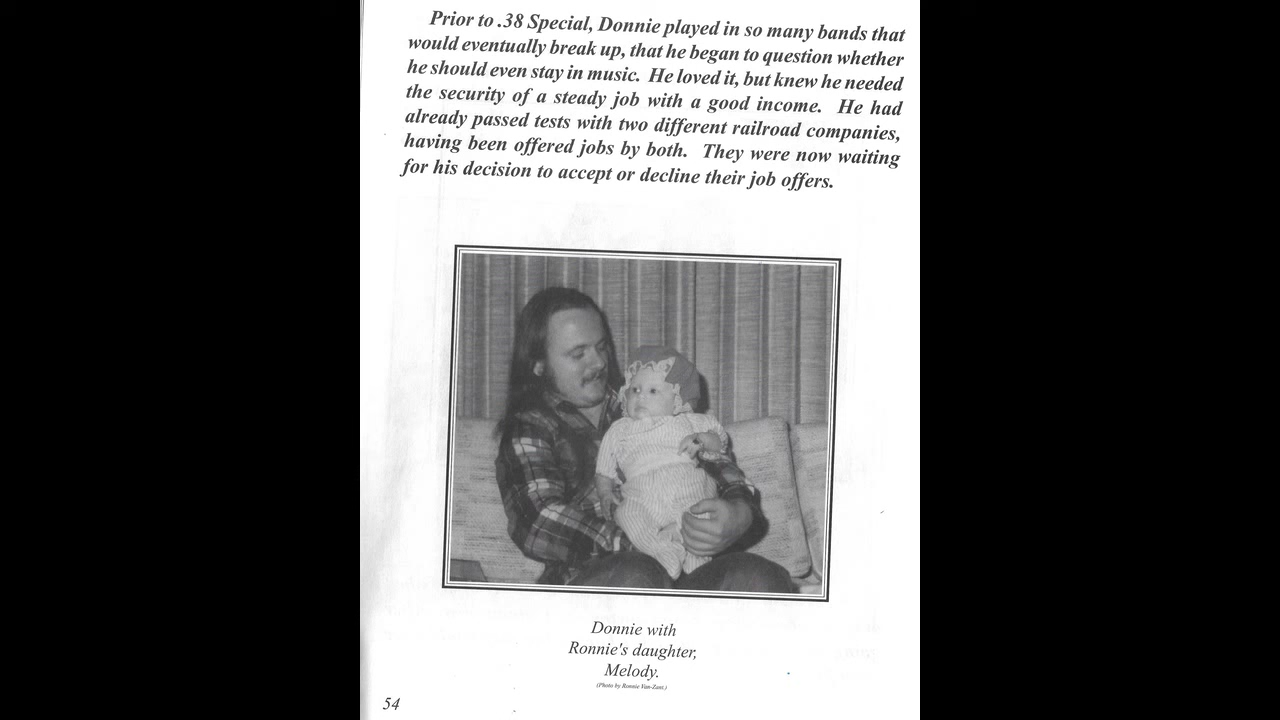 Prior to .38 Special, Donnie played in so many bands that
would eventually break up, that he began to question whether
he should even stay in music. He loved it, but knew he needed
the security of a steady job with a good income. He had
already passed tests with two different railroad companies,
having been offered jobs by both. They were now waiting
for his decision to accept or decline their job offers.
Donnie with
Ronnie's daughter,
Melody.
(Photo by Ronnie Van-Zant.)
54